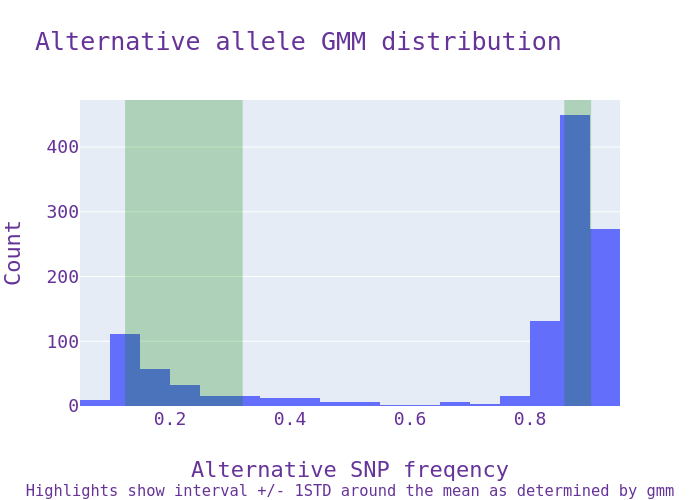 Alternative allele GMM distribution
400
300
200
100
0
Count
0.2 0.4 0.6 0.8
Alternative SNP freqency
Highlights show interval +/- 1STD around the mean as determined by gmm